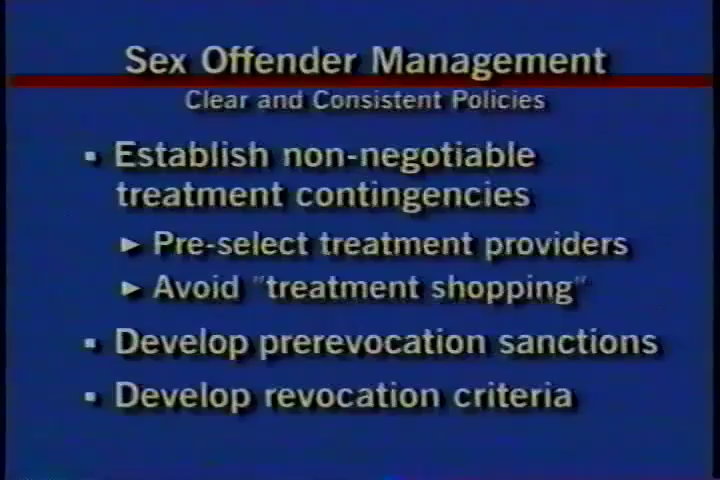 Sex Offender Management
Clear and Consistent Policies
▪ Establish non-negotiable
treatment contingencies
► Pre-select treatment providers
► Avoid "treatment shopping"
▪ Develop prerevocation sanctions
▪ Develop revocation criteria